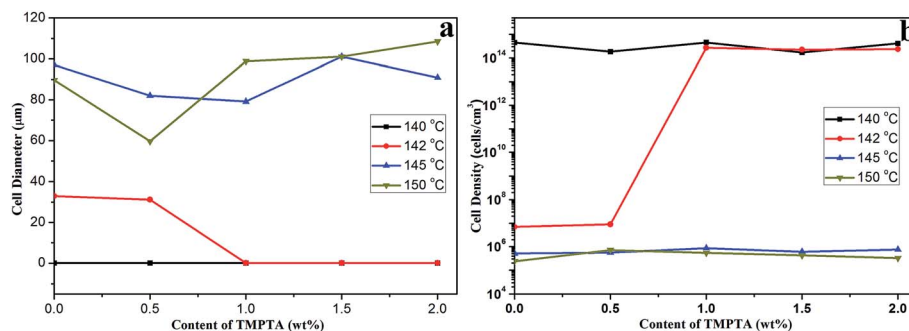 a
120
100
80
60
40
20
0
Cell Diameter (μm)
140 °C
142 °C
145 °C
150 °C
0.0 0.5 1.0 1.5 2.0
Content of TMPTA (wt%)
b
10^14
10^12
10^10
10^8
10^6
10^4
Cell Density (cells/cm^3)
140 °C
142 °C
145 °C
150 °C
0.0 0.5 1.0 1.5 2.0
Content of TMPTA (wt%)